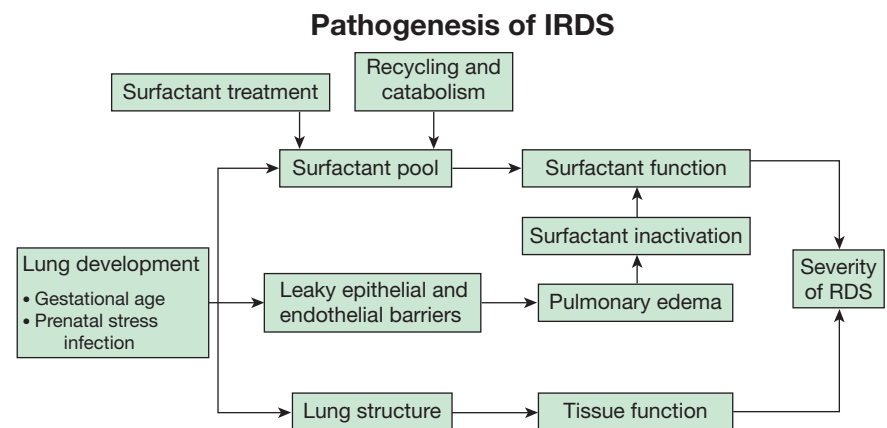 Pathogenesis of IRDS
Recycling and
catabolism
Surfactant treatment
Surfactant pool
Surfactant function
Surfactant inactivation
Lung development
• Gestational age
• Prenatal stress
infection
Leaky epithelial and
endothelial barriers
Pulmonary edema
Severity
of RDS
Lung structure
Tissue function